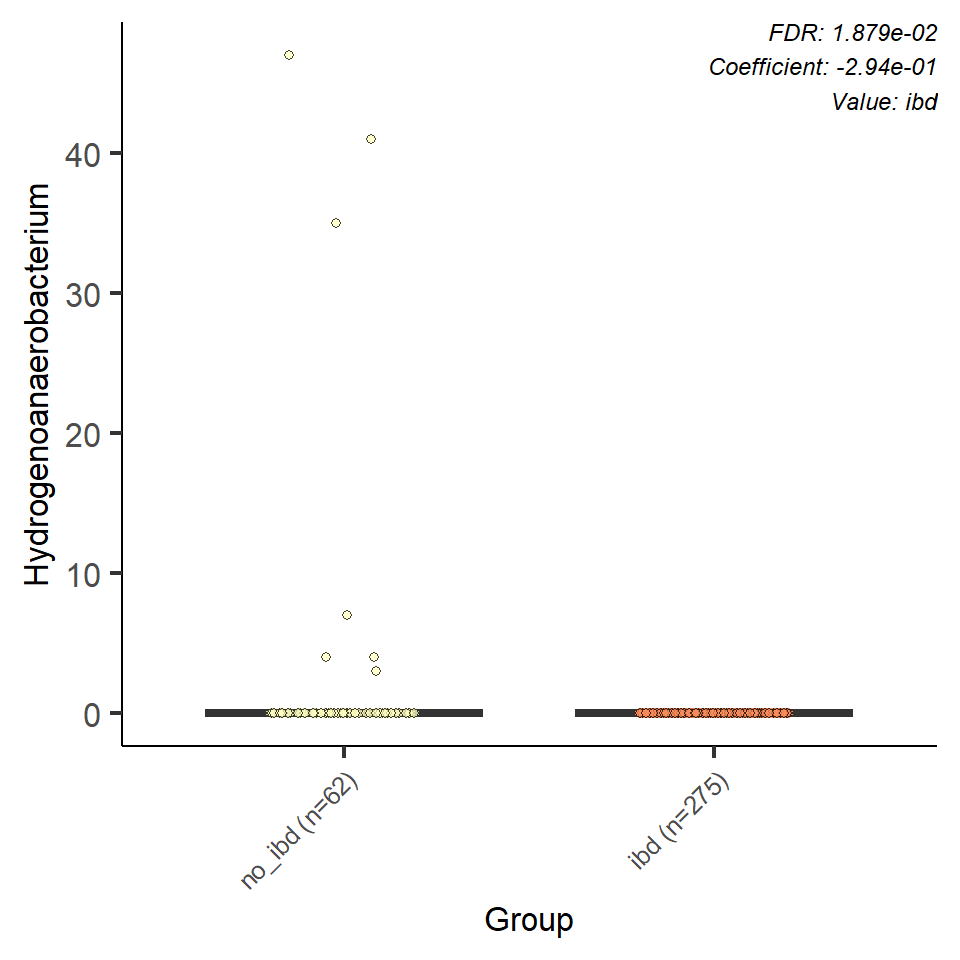 FDR: 1.879e-02
Coefficient: -2.94e-01
Value: ibd
Hydrogenoanaerobacterium
40
30
20
10
0
no_ibd (n=62)
ibd (n=275)
Group